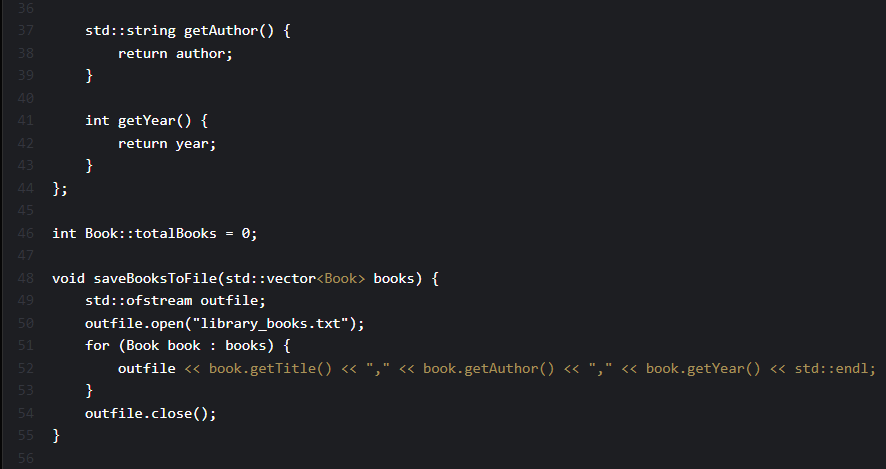 36
37 std::string getAuthor() {
38 return author;
39 }
40
41 int getYear() {
42 return year;
43 }
44 };
45
46 int Book::totalBooks = 0;
47
48 void saveBooksToFile(std::vector<Book> books) {
49 std::ofstream outfile;
50 outfile.open("library_books.txt");
51 for (Book book : books) {
52 outfile << book.getTitle() << "," << book.getAuthor() << "," << book.getYear() << std::endl;
53 }
54 outfile.close();
55 }
56